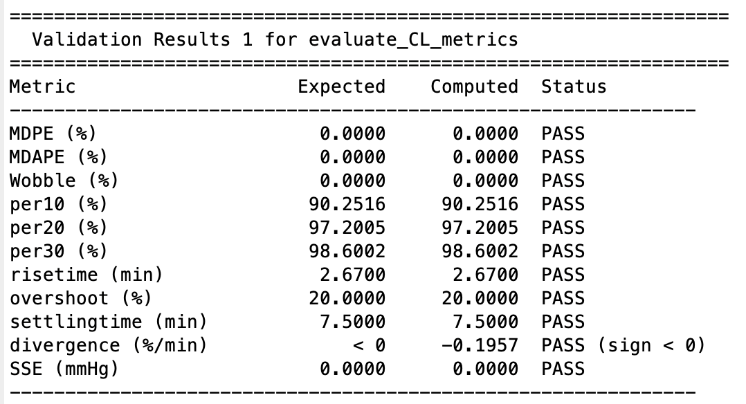 ================================================================
  Validation Results 1 for evaluate_CL_metrics
================================================================
Metric                    Expected    Computed  Status
-------------------------------------------------------------
MDPE (%)                    0.0000      0.0000  PASS
MDAPE (%)                   0.0000      0.0000  PASS
Wobble (%)                  0.0000      0.0000  PASS
per10 (%)                  90.2516     90.2516  PASS
per20 (%)                  97.2005     97.2005  PASS
per30 (%)                  98.6002     98.6002  PASS
risetime (min)              2.6700      2.6700  PASS
overshoot (%)              20.0000     20.0000  PASS
settlingtime (min)          7.5000      7.5000  PASS
divergence (%/min)             < 0     -0.1957  PASS (sign < 0)
SSE (mmHg)                  0.0000      0.0000  PASS
-------------------------------------------------------------